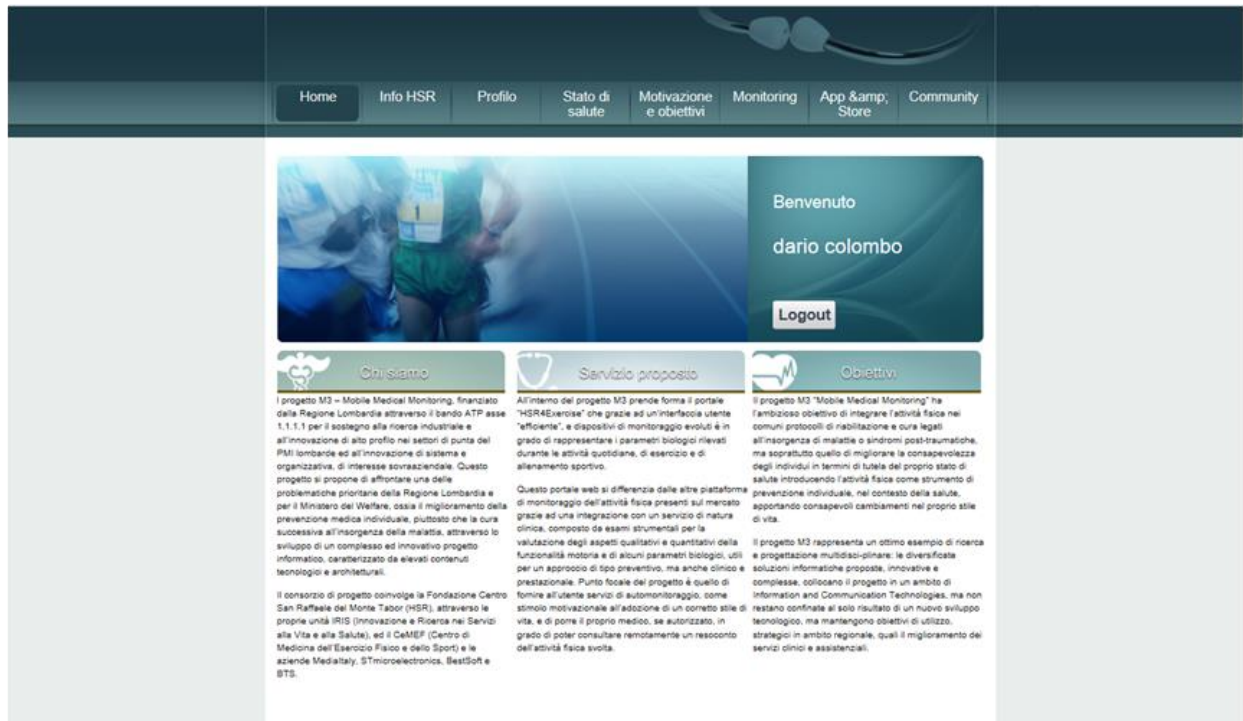 Home
Info HSR
Profilo
Stato di
salute
Motivazione
e obiettivi
Monitoring
App &amp;
Store
Community
1
Benvenuto
dario colombo
Logout
Chi siamo
l progetto M3 – Mobile Medical Monitoring, finanziato
dalla Regione Lombardia attraverso il bando ATP asse
1.1.1.1 per il sostegno alla ricerca industriale e
all'innovazione di alto profilo nei settori di punta del
PMI lombarde ed all'innovazione di sistema e
organizzativa, di interesse sovraaziendale. Questo
progetto si propone di affrontare una delle
problematiche prioritarie della Regione Lombardia e
per il Ministero del Welfare, ossia il miglioramento della
prevenzione medica individuale, piuttosto che la cura
successiva all'insorgenza della malattia, attraverso lo
sviluppo di un complesso ed innovativo progetto
informatico, caratterizzato da elevati contenuti
tecnologici e architetturali.
Il consorzio di progetto coinvolge la Fondazione Centro
San Raffaele del Monte Tabor (HSR), attraverso le
proprie unità IRIS (Innovazione e Ricerca nei Servizi
alla Vita e alla Salute), ed il CeMEF (Centro di
Medicina dell'Esercizio Fisico e dello Sport) e le
aziende MediaItaly, STmicroelectronics, BestSoft e
BTS.
Servizio proposto
All'interno del progetto M3 prende forma il portale
"HSR4Exercise" che grazie ad un'interfaccia utente
"efficiente", e dispositivi di monitoraggio evoluti è in
grado di rappresentare i parametri biologici rilevati
durante le attività quotidiane, di esercizio e di
allenamento sportivo.
Questo portale web si differenzia dalle altre piattaforme
di monitoraggio dell'attività fisica presenti sul mercato
grazie ad una integrazione con un servizio di natura
clinica, composto da esami strumentali per la
valutazione degli aspetti qualitativi e quantitativi della
funzionalità motoria e di alcuni parametri biologici, utili
per un approccio di tipo preventivo, ma anche clinico e
prestazionale. Punto focale del progetto è quello di
fornire all'utente servizi di automonitoraggio, come
stimolo motivazionale all'adozione di un corretto stile di
vita, e di porre il proprio medico, se autorizzato, in
grado di poter consultare remotamente un resoconto
dell'attività fisica svolta.
Obiettivi
Il progetto M3 "Mobile Medical Monitoring" ha
l'ambizioso obiettivo di integrare l'attività fisica nei
comuni protocolli di riabilitazione e cura legati
all'insorgenza di malattie o sindromi post-traumatiche,
ma soprattutto quello di migliorare la consapevolezza
degli individui in termini di tutela del proprio stato di
salute introducendo l'attività fisica come strumento di
prevenzione individuale, nel contesto della salute,
apportando consapevoli cambiamenti nel proprio stile
di vita.
Il progetto M3 rappresenta un ottimo esempio di ricerca
e progettazione multidisci-plinare: le diversificate
soluzioni informatiche proposte, innovative e
complesse, collocano il progetto in un ambito di
Information and Communication Technologies, ma non
restano confinate al solo risultato di un nuovo sviluppo
tecnologico, ma mantengono obiettivi di utilizzo,
strategici in ambito regionale, quali il miglioramento dei
servizi clinici e assistenziali.